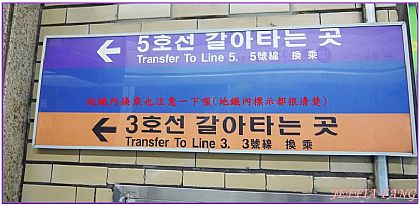 ← 5호선 갈아타는 곳
Transfer To Line 5. 5號線 換乘
地鐵內換乘也注意一下喔(地鐵內標示都很清楚)
← 3호선 갈아타는 곳
Transfer To Line 3. 3號線 換乘